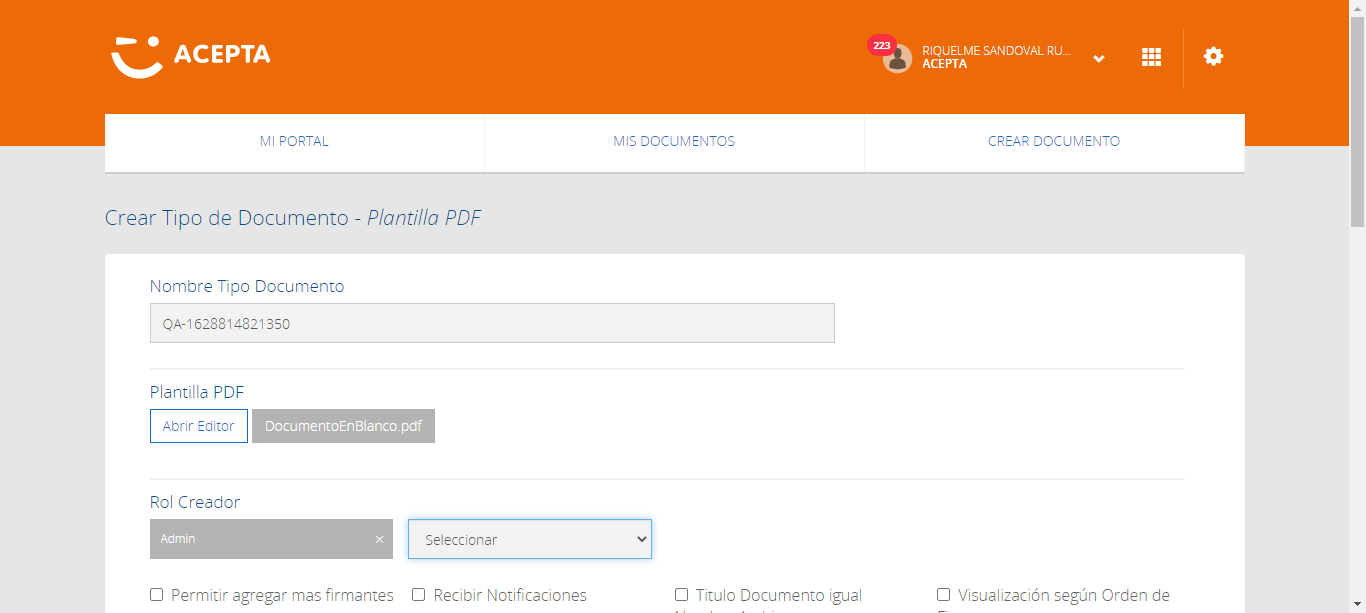 ACEPTA
223
RIQUELME SANDOVAL RU...
ACEPTA
MI PORTAL
MIS DOCUMENTOS
CREAR DOCUMENTO
Crear Tipo de Documento - Plantilla PDF
Nombre Tipo Documento
QA-1628814821350
Plantilla PDF
Abrir Editor
DocumentoEnBlanco.pdf
Rol Creador
Admin ×
Seleccionar
Permitir agregar mas firmantes
Recibir Notificaciones
Titulo Documento igual
Visualización según Orden de